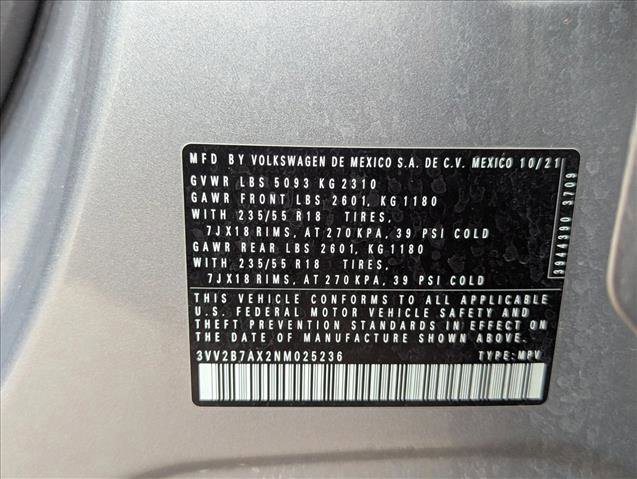 MFD BY VOLKSWAGEN DE MEXICO S.A. DE C.V. MEXICO 10/21
GVWR LBS 5093 KG 2310
GAWR FRONT LBS 2601, KG 1180
WITH 235/55 R18 TIRES,
7JX18 RIMS, AT 270 KPA, 39 PSI COLD
GAWR REAR LBS 2601, KG 1180
WITH 235/55 R18 TIRES,
7JX18 RIMS, AT 270 KPA, 39 PSI COLD
THIS VEHICLE CONFORMS TO ALL APPLICABLE
U.S. FEDERAL MOTOR VEHICLE SAFETY AND
THEFT PREVENTION STANDARDS IN EFFECT ON
THE DATE OF MANUFACTURE SHOWN ABOVE.
3VV2B7AX2NM025236 TYPE: MPV
3944390 3709